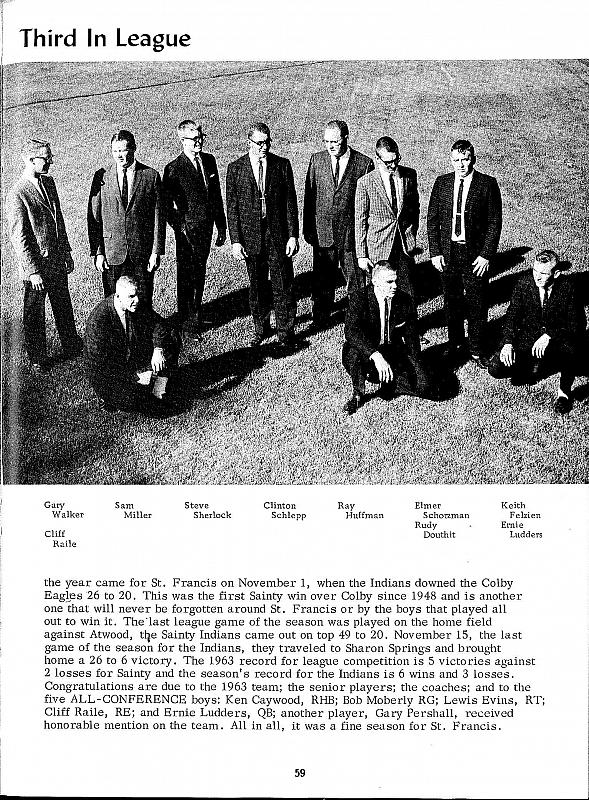 Third In League
Gary Sam Steve Clinton Ray Elmer Keith
Walker Miller Sherlock Schlepp Huffman Schorzman Felzien
Rudy Ernie
Cliff Douthit Ludders
Raile
the year came for St. Francis on November 1, when the Indians downed the Colby
Eagles 26 to 20. This was the first Sainty win over Colby since 1948 and is another
one that will never be forgotten around St. Francis or by the boys that played all
out to win it. The last league game of the season was played on the home field
against Atwood, the Sainty Indians came out on top 49 to 20. November 15, the last
game of the season for the Indians, they traveled to Sharon Springs and brought
home a 26 to 6 victory. The 1963 record for league competition is 5 victories against
2 losses for Sainty and the season's record for the Indians is 6 wins and 3 losses.
Congratulations are due to the 1963 team; the senior players; the coaches; and to the
five ALL-CONFERENCE boys: Ken Caywood, RHB; Bob Moberly RG; Lewis Evins, RT;
Cliff Raile, RE; and Ernie Ludders, QB; another player, Gary Pershall, received
honorable mention on the team. All in all, it was a fine season for St. Francis.
59